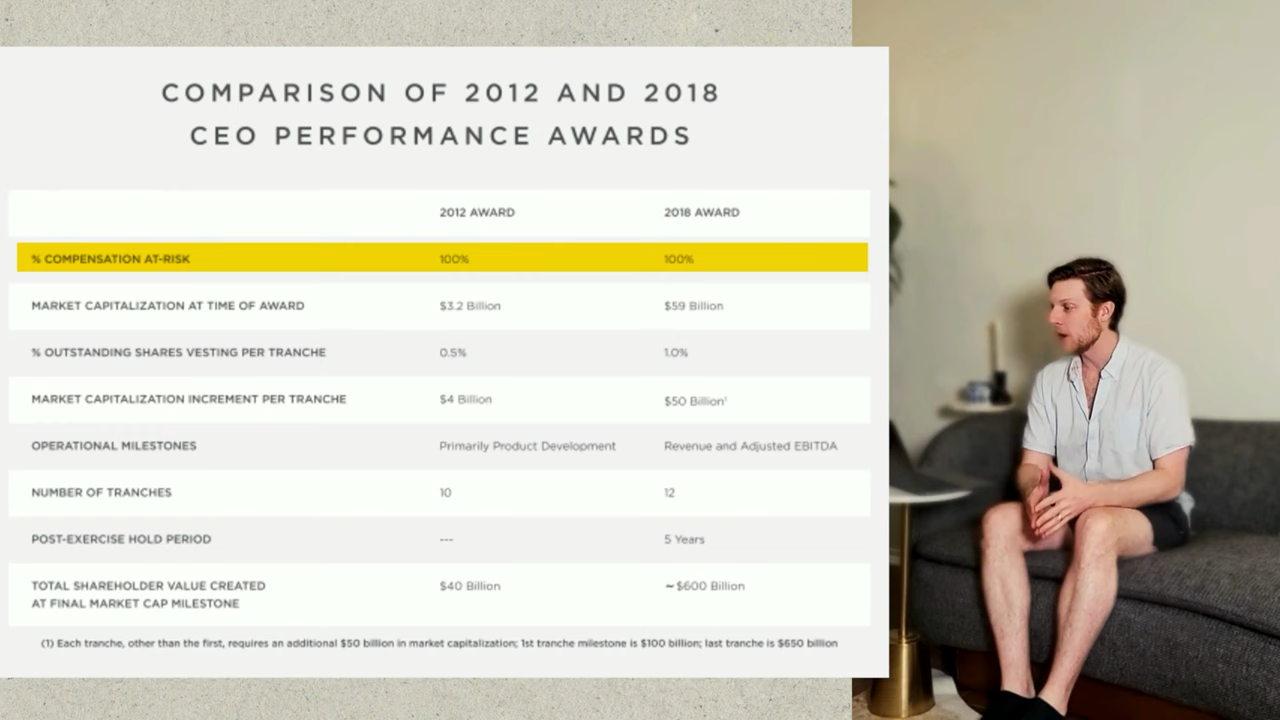 COMPARISON OF 2012 AND 2018
CEO PERFORMANCE AWARDS
2012 AWARD 2018 AWARD
% COMPENSATION AT-RISK 100% 100%
MARKET CAPITALIZATION AT TIME OF AWARD $3.2 Billion $59 Billion
% OUTSTANDING SHARES VESTING PER TRANCHE 0.5% 1.0%
MARKET CAPITALIZATION INCREMENT PER TRANCHE $4 Billion $50 Billion¹
OPERATIONAL MILESTONES Primarily Product Development Revenue and Adjusted EBITDA
NUMBER OF TRANCHES 10 12
POST-EXERCISE HOLD PERIOD --- 5 Years
TOTAL SHAREHOLDER VALUE CREATED $40 Billion ~$600 Billion
AT FINAL MARKET CAP MILESTONE
(1) Each tranche, other than the first, requires an additional $50 billion in market capitalization; 1st tranche milestone is $100 billion; last tranche is $650 billion